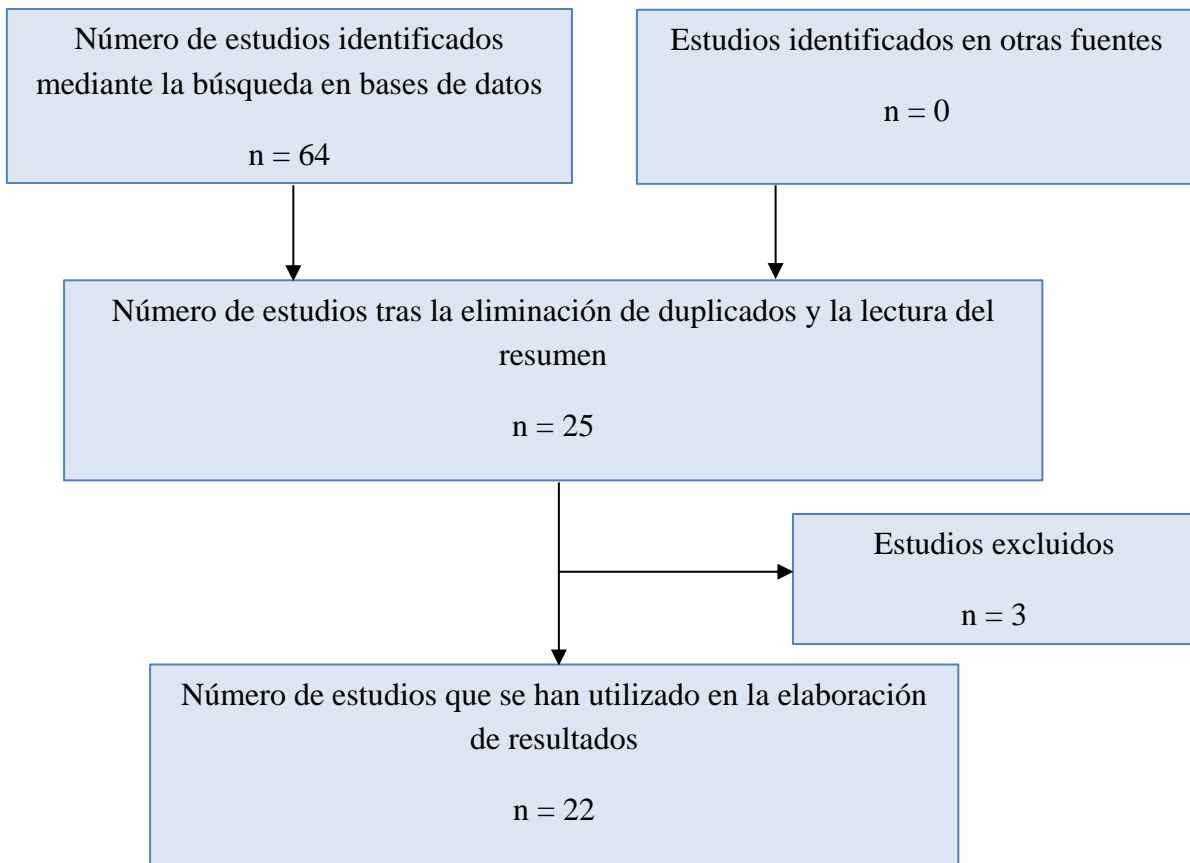 Número de estudios identificados
mediante la búsqueda en bases de datos
n = 64
Estudios identificados en otras fuentes
n = 0
Número de estudios tras la eliminación de duplicados y la lectura del
resumen
n = 25
Estudios excluidos
n = 3
Número de estudios que se han utilizado en la elaboración
de resultados
n = 22